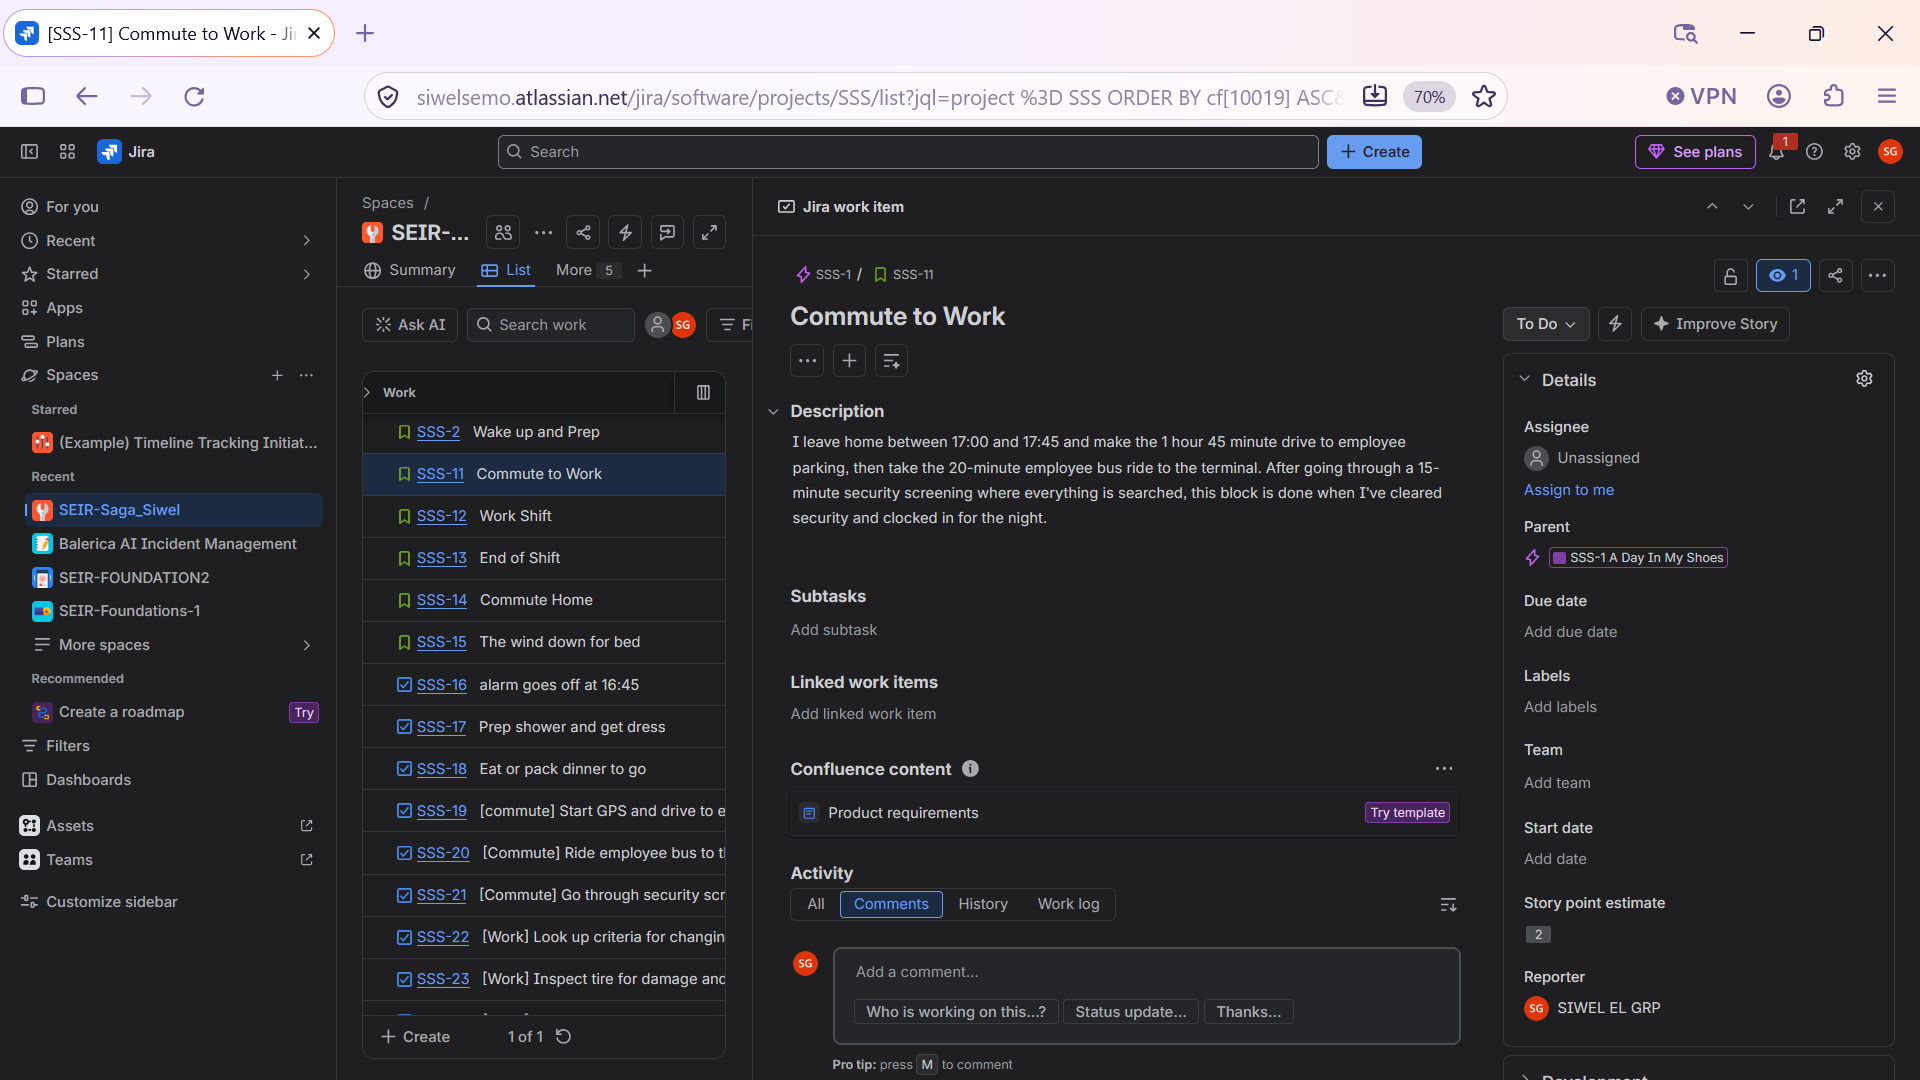 [SSS-11] Commute to Work - Ji
siwelsemo.atlassian.net/jira/software/projects/SSS/list?jql=project %3D SSS ORDER BY cf[10019] ASC&
70%
VPN
Jira
Search
Create
See plans
1
SG
For you
Recent
Starred
Apps
Plans
Spaces
Starred
(Example) Timeline Tracking Initiat...
Recent
SEIR-Saga_Siwel
Balerica AI Incident Management
SEIR-FOUNDATION2
SEIR-Foundations-1
More spaces
Recommended
Create a roadmap
Try
Filters
Dashboards
Assets
Teams
Customize sidebar
Spaces /
SEIR-...
Summary
List
More 5
Ask AI
Search work
SG
Fi
Work
SSS-2 Wake up and Prep
SSS-11 Commute to Work
SSS-12 Work Shift
SSS-13 End of Shift
SSS-14 Commute Home
SSS-15 The wind down for bed
SSS-16 alarm goes off at 16:45
SSS-17 Prep shower and get dress
SSS-18 Eat or pack dinner to go
SSS-19 [commute] Start GPS and drive to e
SSS-20 [Commute] Ride employee bus to t
SSS-21 [Commute] Go through security scr
SSS-22 [Work] Look up criteria for changin
SSS-23 [Work] Inspect tire for damage and
Create
1 of 1
Jira work item
SSS-1 / SSS-11
1
Commute to Work
Description
I leave home between 17:00 and 17:45 and make the 1 hour 45 minute drive to employee
parking, then take the 20-minute employee bus ride to the terminal. After going through a 15-
minute security screening where everything is searched, this block is done when I've cleared
security and clocked in for the night.
Subtasks
Add subtask
Linked work items
Add linked work item
Confluence content
Product requirements
Try template
Activity
All
Comments
History
Work log
SG
Add a comment...
Who is working on this...?
Status update...
Thanks...
Pro tip: press M to comment
To Do
Improve Story
Details
Assignee
Unassigned
Assign to me
Parent
SSS-1 A Day In My Shoes
Due date
Add due date
Labels
Add labels
Team
Add team
Start date
Add date
Story point estimate
2
Reporter
SG SIWEL EL GRP